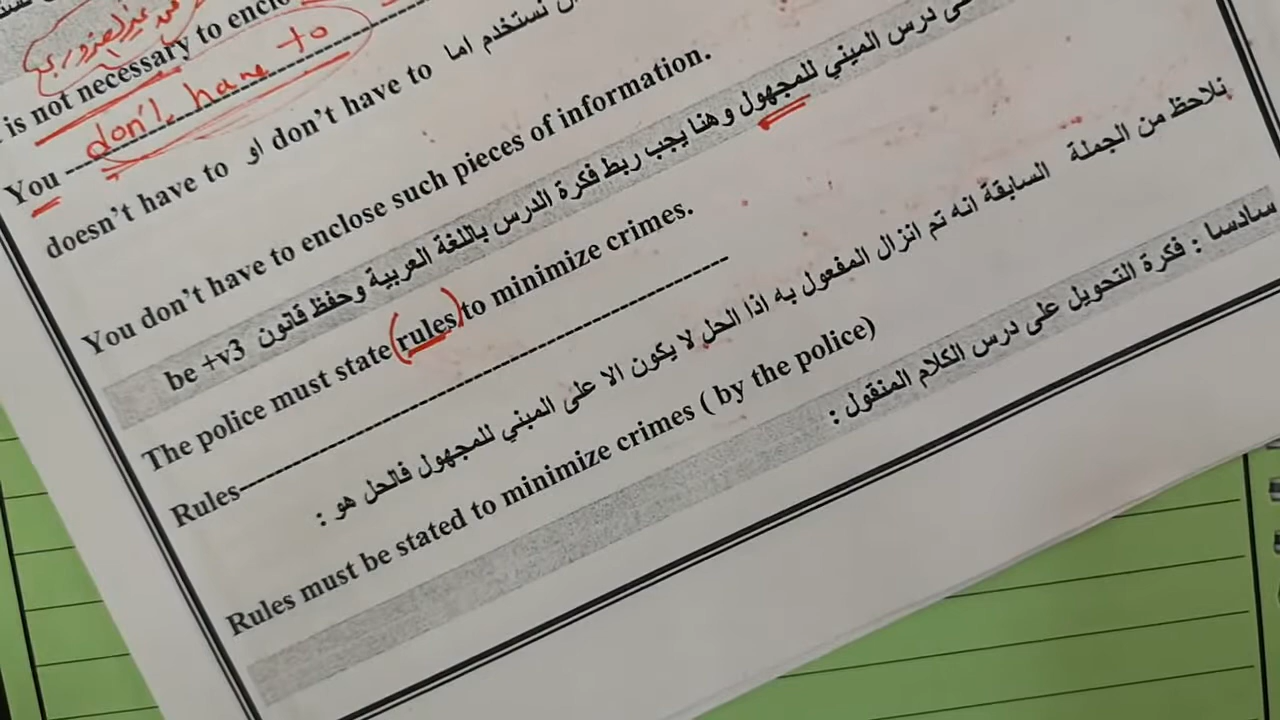 غير الضروري
is not necessary to enclo
You ---------- don't have to
doesn't have to او don't have to نستخدم اما
You don't have to enclose such pieces of information.
درس المبني للمجهول وهنا يجب ربط فكرة الدرس باللغة العربية وحفظ قانون be +v3
The police must state (rules) to minimize crimes.
Rules----------------------------------------
نلاحظ من الجملة السابقة انه تم انزال المفعول به اذا الحل لا يكون الا على المبني للمجهول فالحل هو :
Rules must be stated to minimize crimes ( by the police)
سادسا : فكرة التحويل على درس الكلام المنقول :